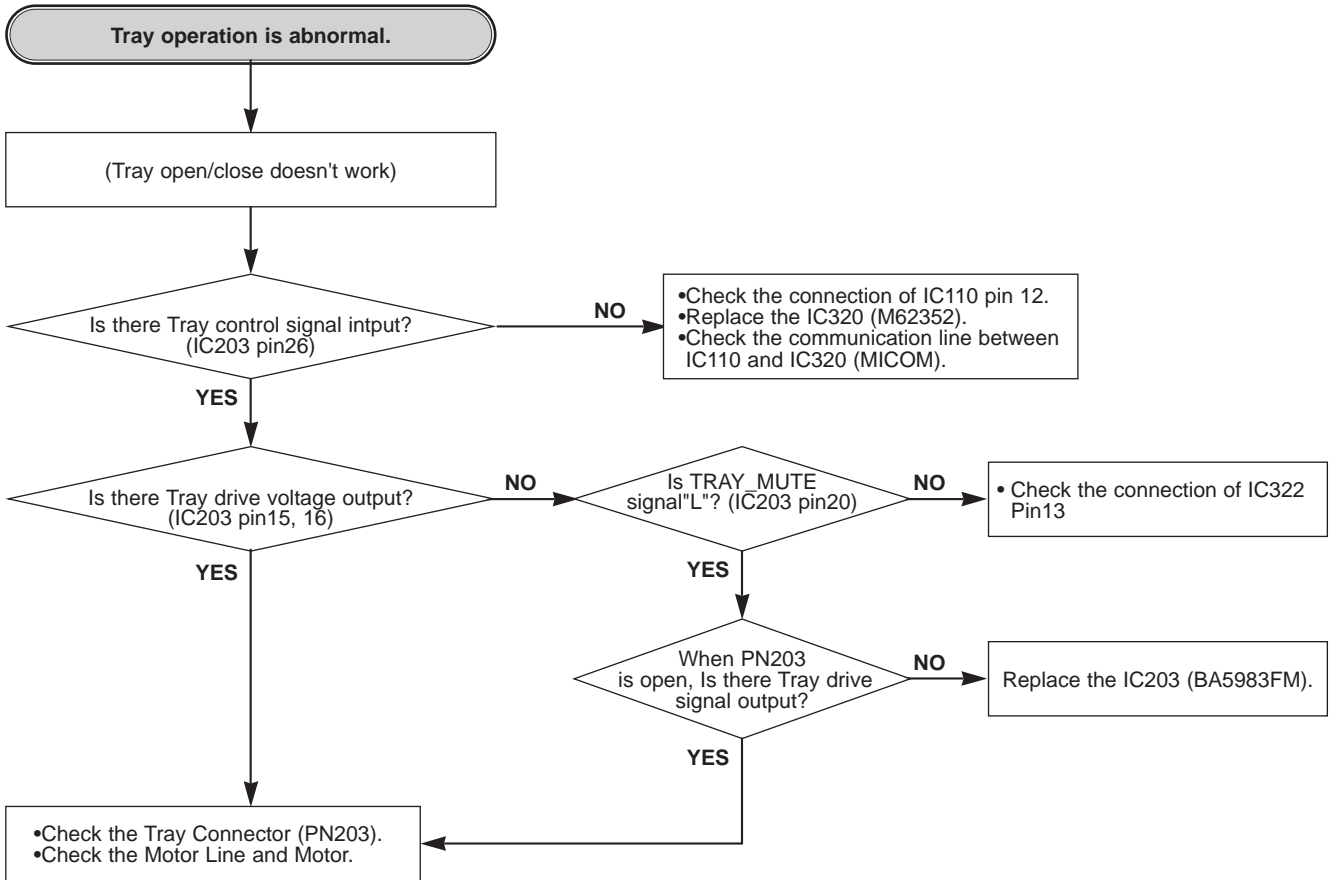 Tray operation is abnormal.
(Tray open/close doesn't work)
Is there Tray control signal intput?
(IC203 pin26)
NO
•Check the connection of IC110 pin 12.
•Replace the IC320 (M62352).
•Check the communication line between
IC110 and IC320 (MICOM).
YES
Is there Tray drive voltage output?
(IC203 pin15, 16)
NO
Is TRAY_MUTE
signal"L"? (IC203 pin20)
NO
• Check the connection of IC322
Pin13
YES
YES
When PN203
is open, Is there Tray drive
signal output?
NO
Replace the IC203 (BA5983FM).
YES
•Check the Tray Connector (PN203).
•Check the Motor Line and Motor.